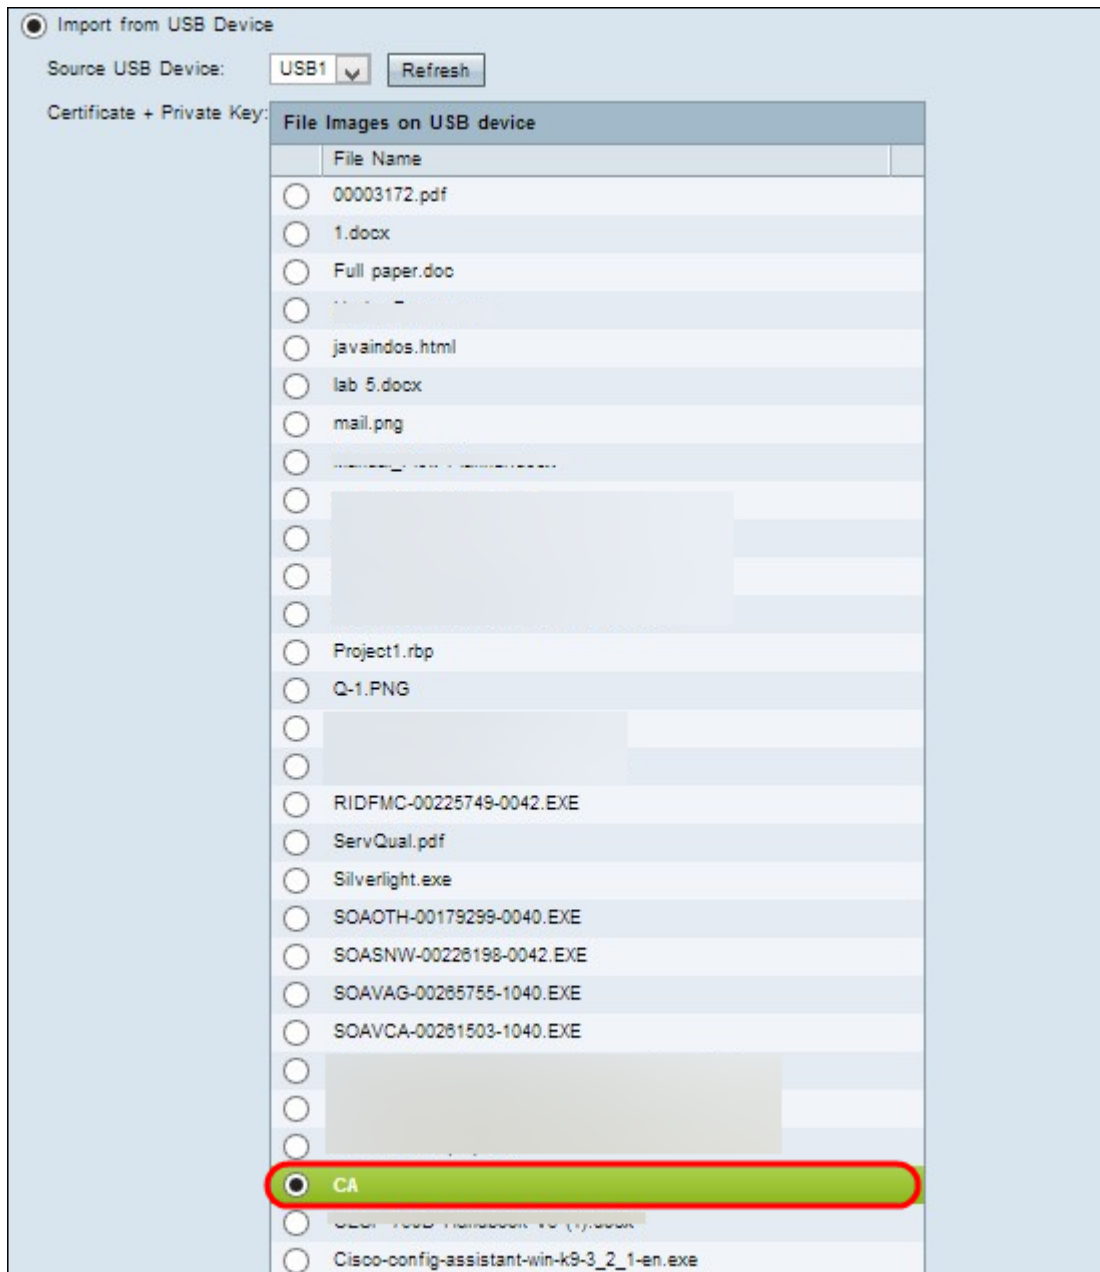 Import from USB Device
Source USB Device: USB1 Refresh
Certificate + Private Key:
File Images on USB device
File Name
00003172.pdf
1.docx
Full paper.doc
javaindos.html
lab 5.docx
mail.png
Project1.rbp
Q-1.PNG
RIDFMC-00225749-0042.EXE
ServQual.pdf
Silverlight.exe
SOAOTH-00179299-0040.EXE
SOASNW-00226198-0042.EXE
SOAVAG-00265755-1040.EXE
SOAVCA-00261503-1040.EXE
CA
Cisco-config-assistant-win-k9-3_2_1-en.exe